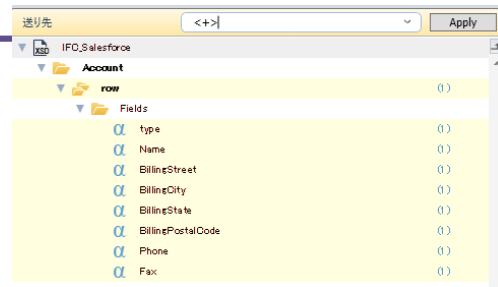 送り先 <+> Apply
XSD IFC_Salesforce
Account
row (1)
Fields
α type (1)
α Name (1)
α BillingStreet (1)
α BillingCity (1)
α BillingState (1)
α BillingPostalCode (1)
α Phone (1)
α Fax (1)